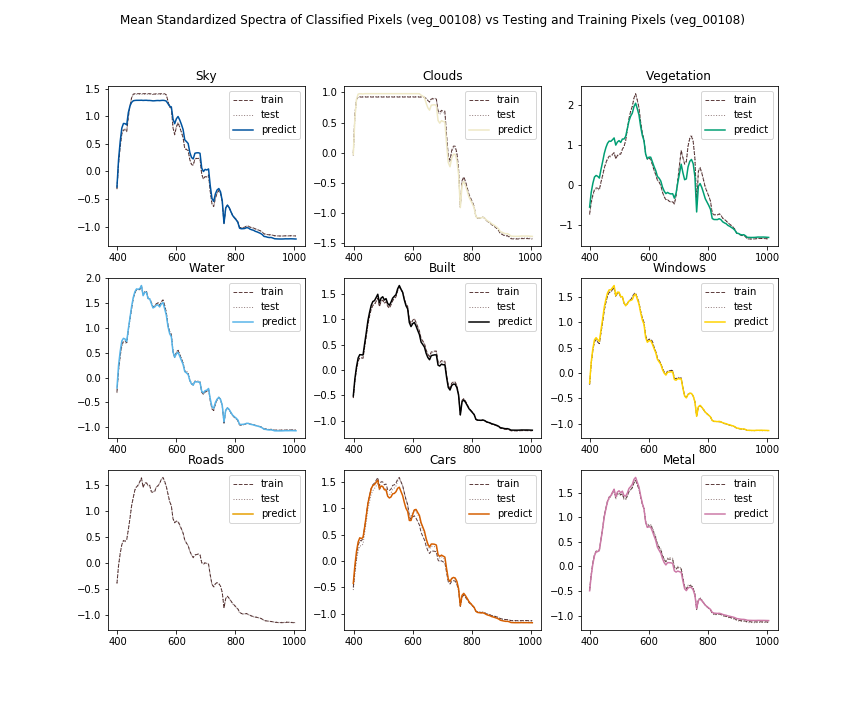 Mean Standardized Spectra of Classified Pixels (veg_00108) vs Testing and Training Pixels (veg_00108)
Sky
Clouds
Vegetation
1.5
1.0
0.5
0.0
−0.5
−1.0
train
test
predict
400
600
800
1000
1.0
0.5
0.0
−0.5
−1.0
−1.5
train
test
predict
400
600
800
1000
2
1
0
−1
train
test
predict
400
600
800
1000
Water
Built
Windows
2.0
1.5
1.0
0.5
0.0
−0.5
−1.0
train
test
predict
400
600
800
1000
1.5
1.0
0.5
0.0
−0.5
−1.0
train
test
predict
400
600
800
1000
1.5
1.0
0.5
0.0
−0.5
−1.0
train
test
predict
400
600
800
1000
Roads
Cars
Metal
1.5
1.0
0.5
0.0
−0.5
−1.0
train
test
predict
400
600
800
1000
1.5
1.0
0.5
0.0
−0.5
−1.0
train
test
predict
400
600
800
1000
1.5
1.0
0.5
0.0
−0.5
−1.0
train
test
predict
400
600
800
1000